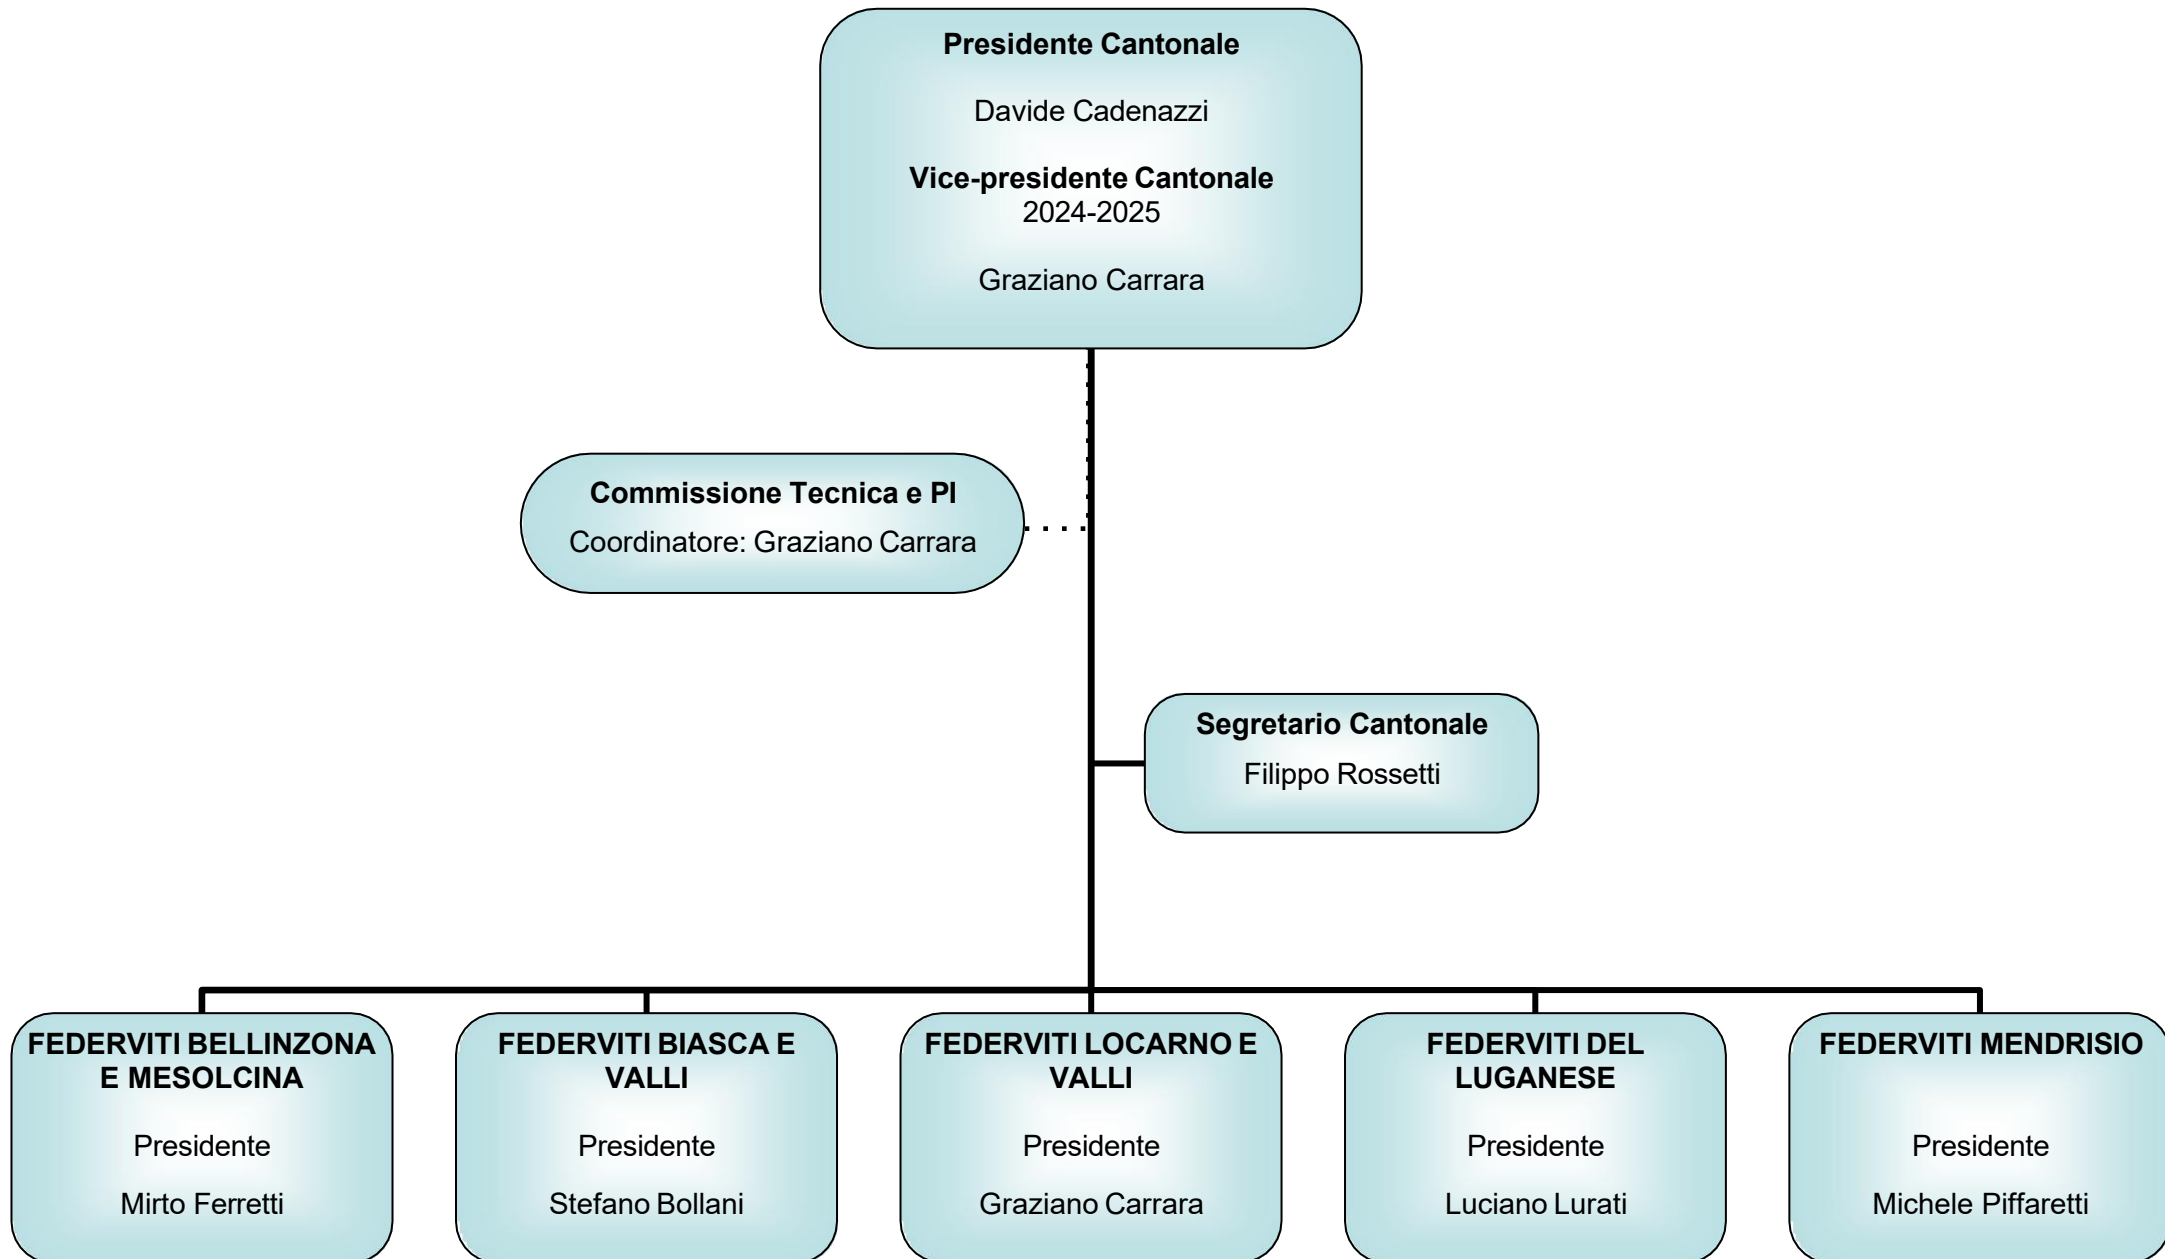 Presidente Cantonale
Davide Cadenazzi
Vice-presidente Cantonale
2024-2025
Graziano Carrara
Commissione Tecnica e PI
Coordinatore: Graziano Carrara
Segretario Cantonale
Filippo Rossetti
FEDERVITI BELLINZONA
E MESOLCINA
Presidente
Mirto Ferretti
FEDERVITI BIASCA E
VALLI
Presidente
Stefano Bollani
FEDERVITI LOCARNO E
VALLI
Presidente
Graziano Carrara
FEDERVITI DEL
LUGANESE
Presidente
Luciano Lurati
FEDERVITI MENDRISIO
Presidente
Michele Piffaretti